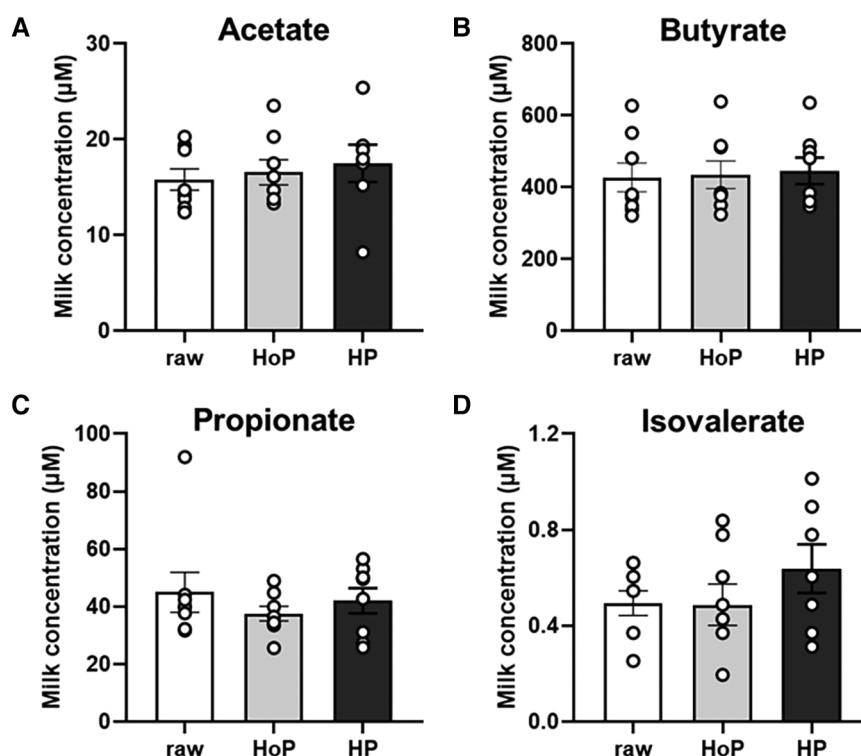 A
Acetate
Milk concentration (µM)
30
20
10
0
raw HoP HP
B
Butyrate
Milk concentration (µM)
800
600
400
200
0
raw HoP HP
C
Propionate
Milk concentration (µM)
100
80
60
40
20
0
raw HoP HP
D
Isovalerate
Milk concentration (µM)
1.2
0.8
0.4
0.0
raw HoP HP